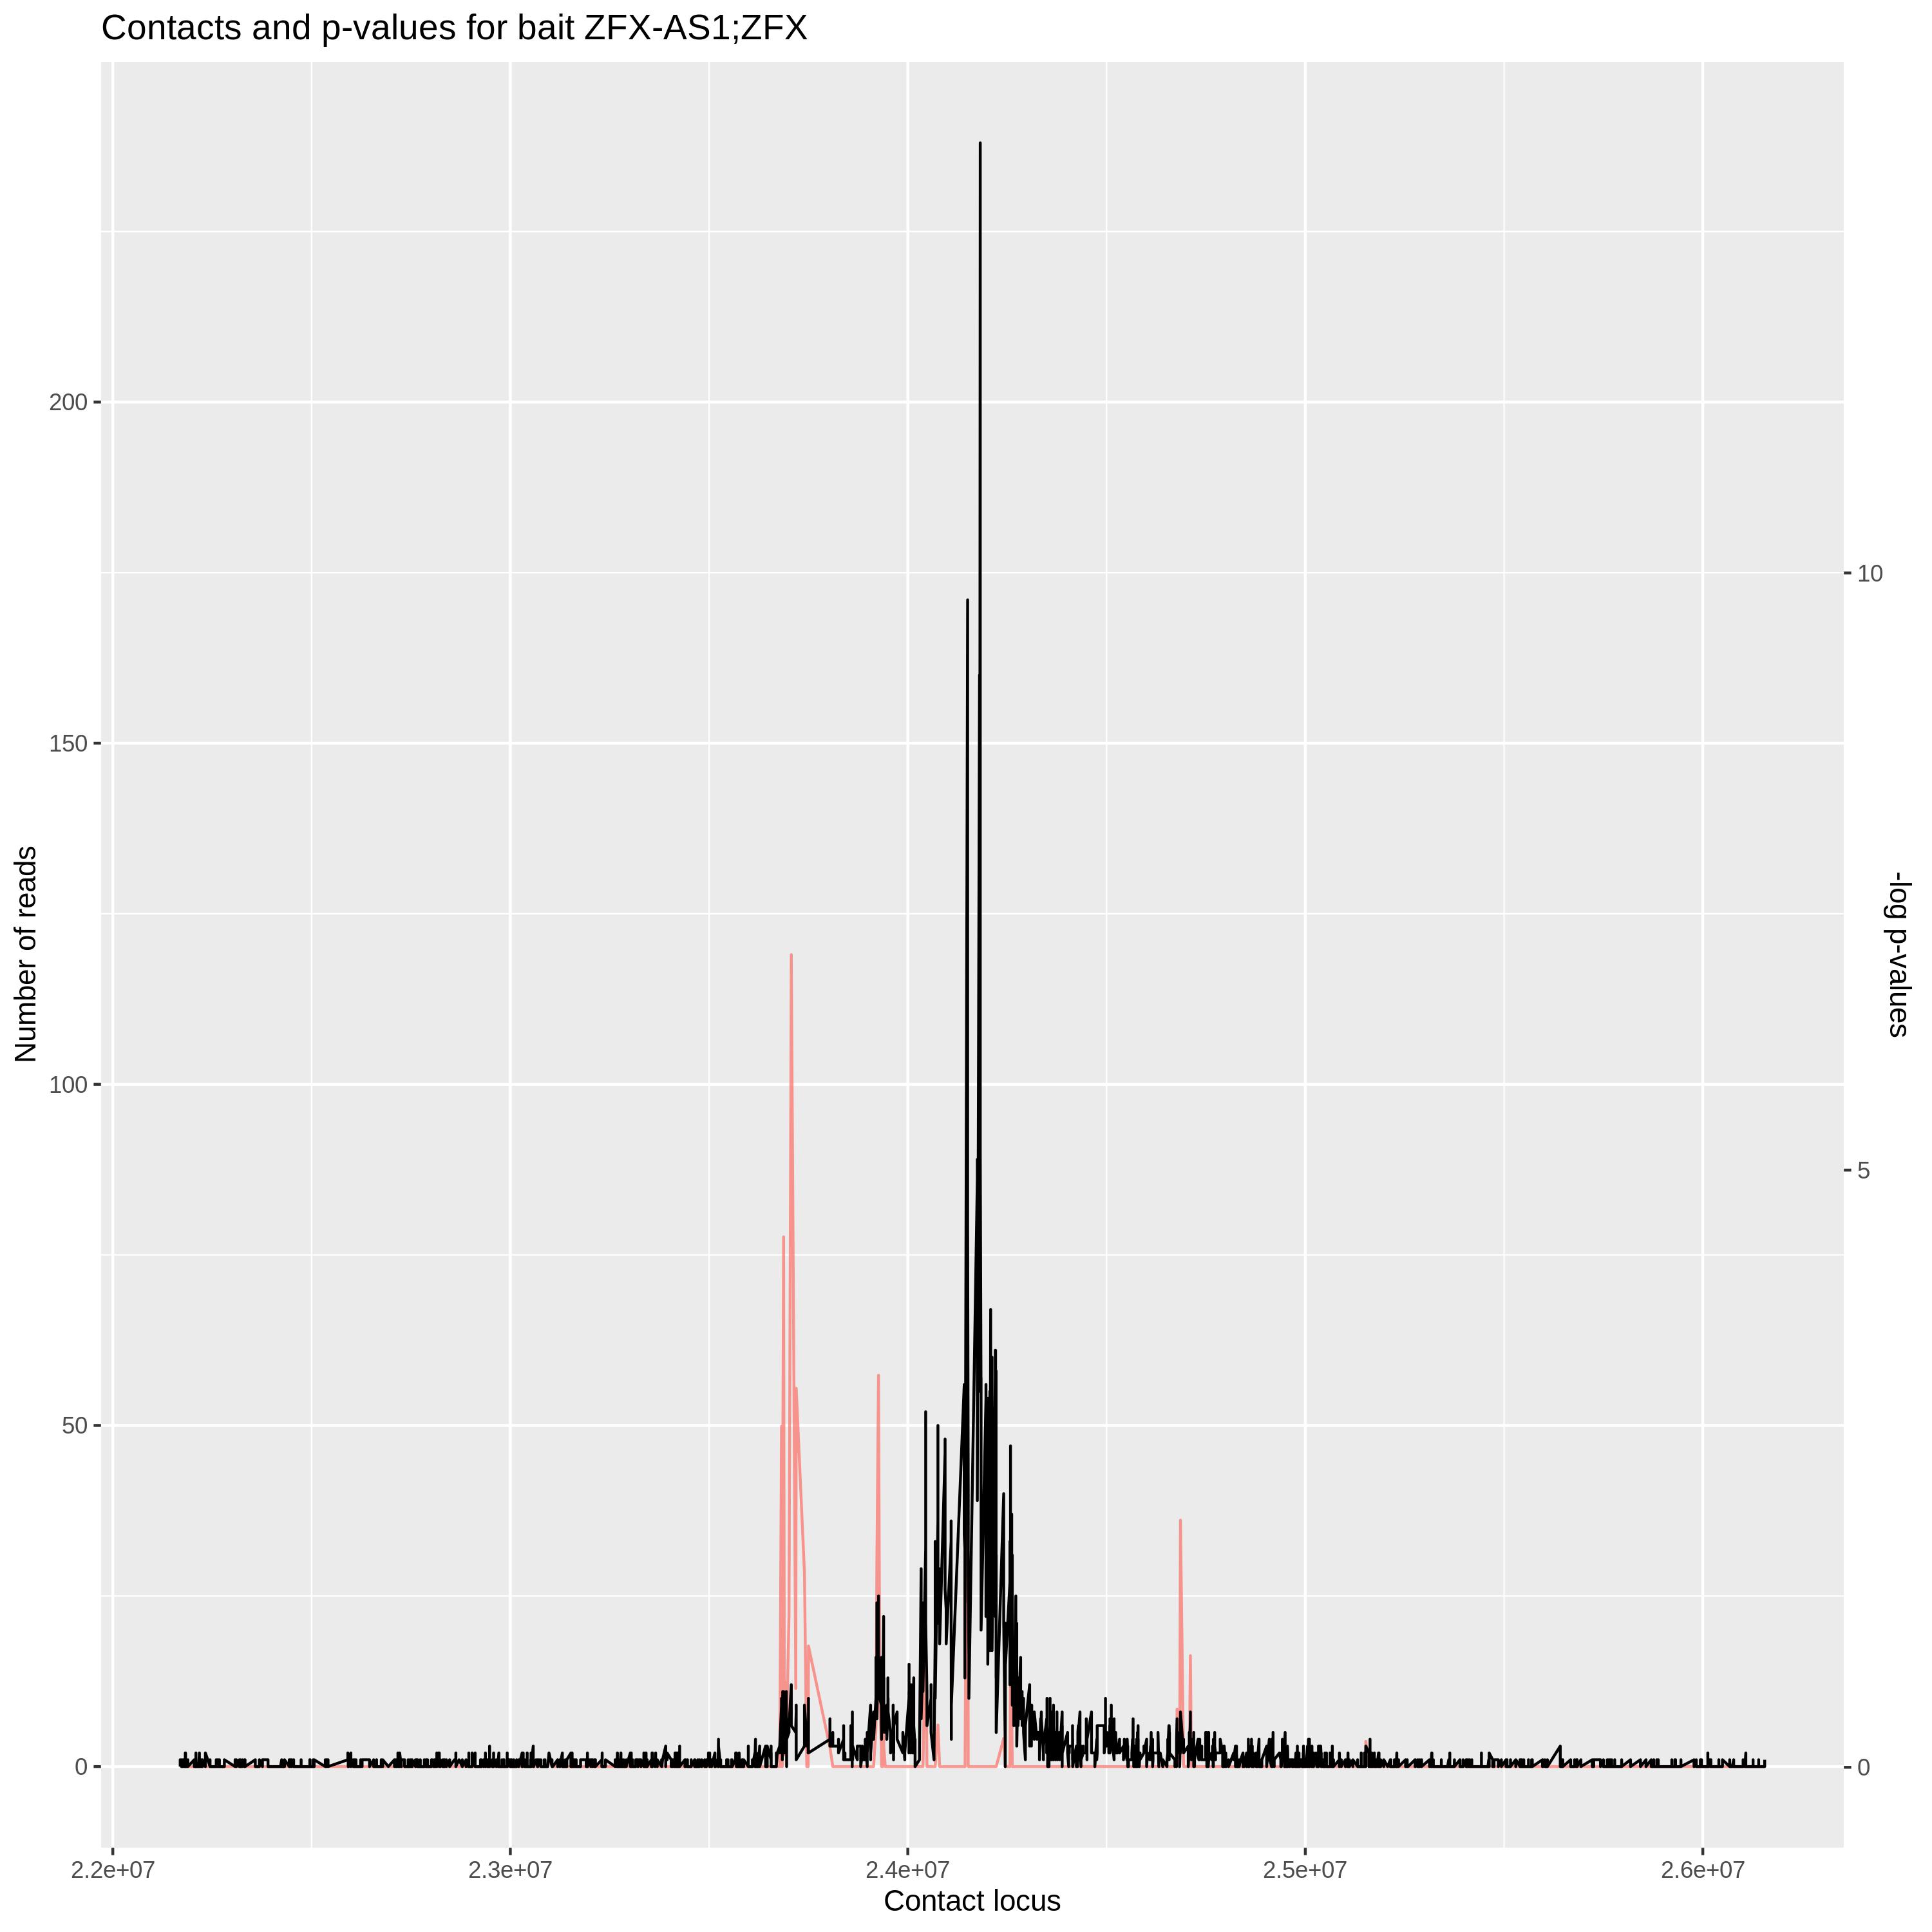 Contacts and p-values for bait ZFX-AS1;ZFX
Number of reads
200
150
100
50
0
10
5
0
-log p-values
2.2e+07 2.3e+07 2.4e+07 2.5e+07 2.6e+07
Contact locus